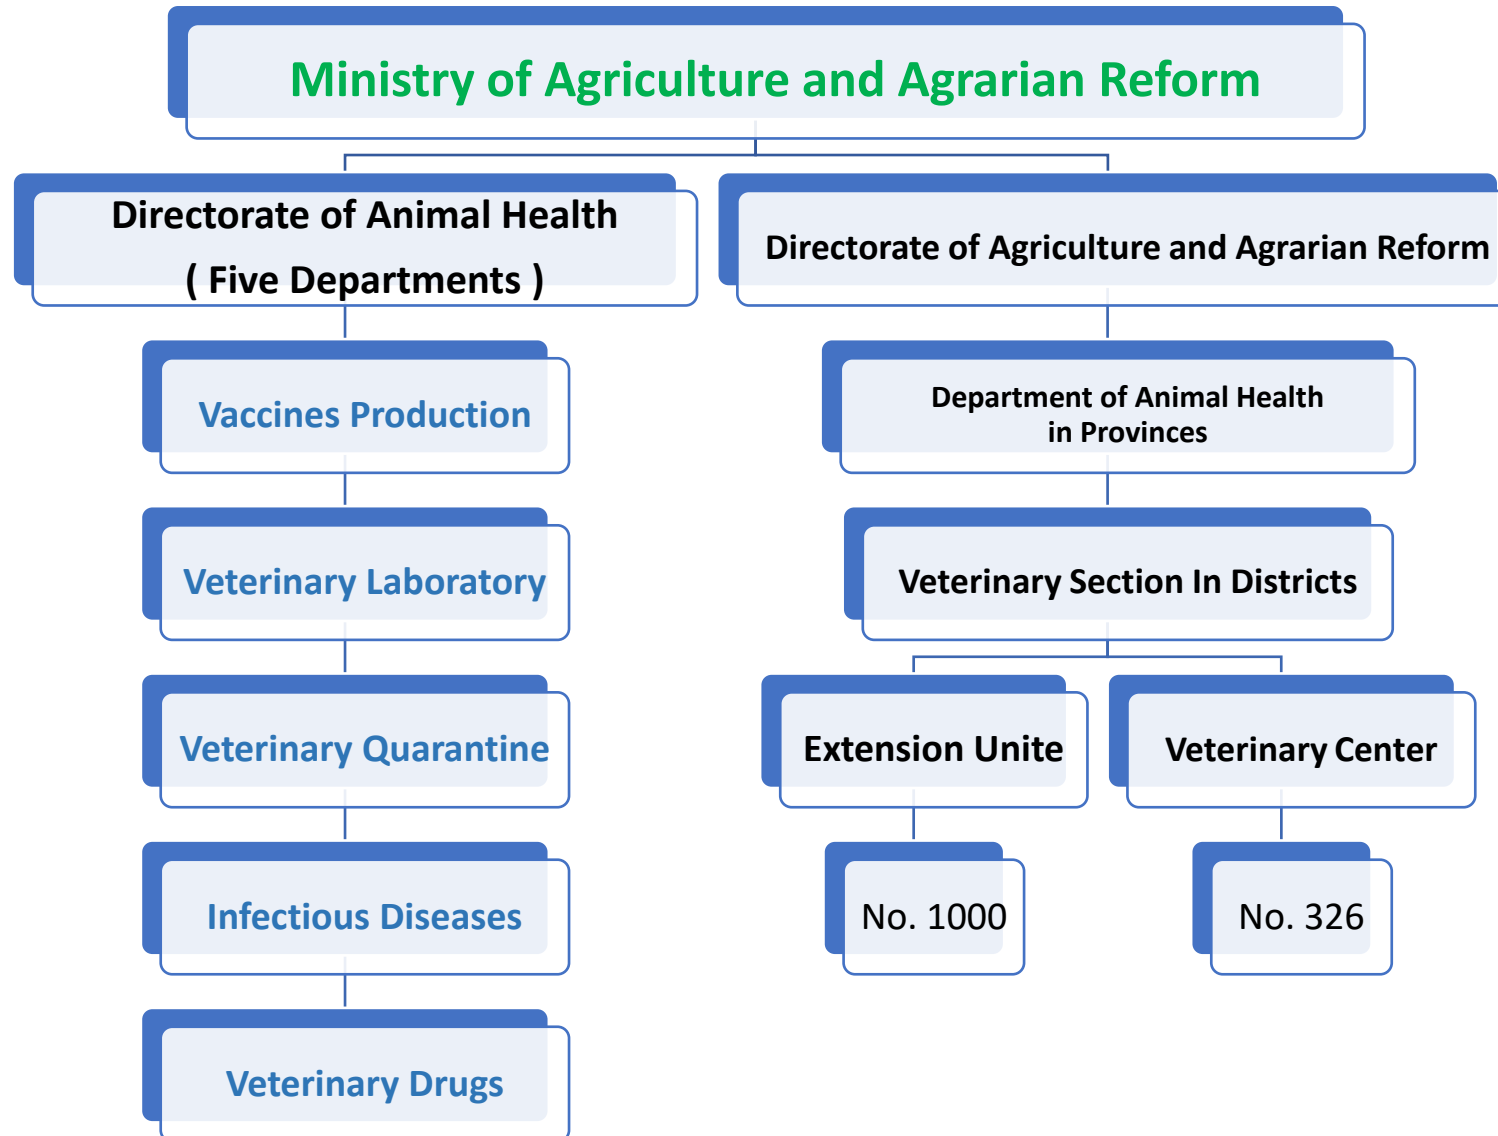 Ministry of Agriculture and Agrarian Reform
Directorate of Animal Health
( Five Departments )
Directorate of Agriculture and Agrarian Reform
Vaccines Production
Department of Animal Health
in Provinces
Veterinary Laboratory
Veterinary Section In Districts
Veterinary Quarantine
Extension Unite
Veterinary Center
Infectious Diseases
No. 1000
No. 326
Veterinary Drugs